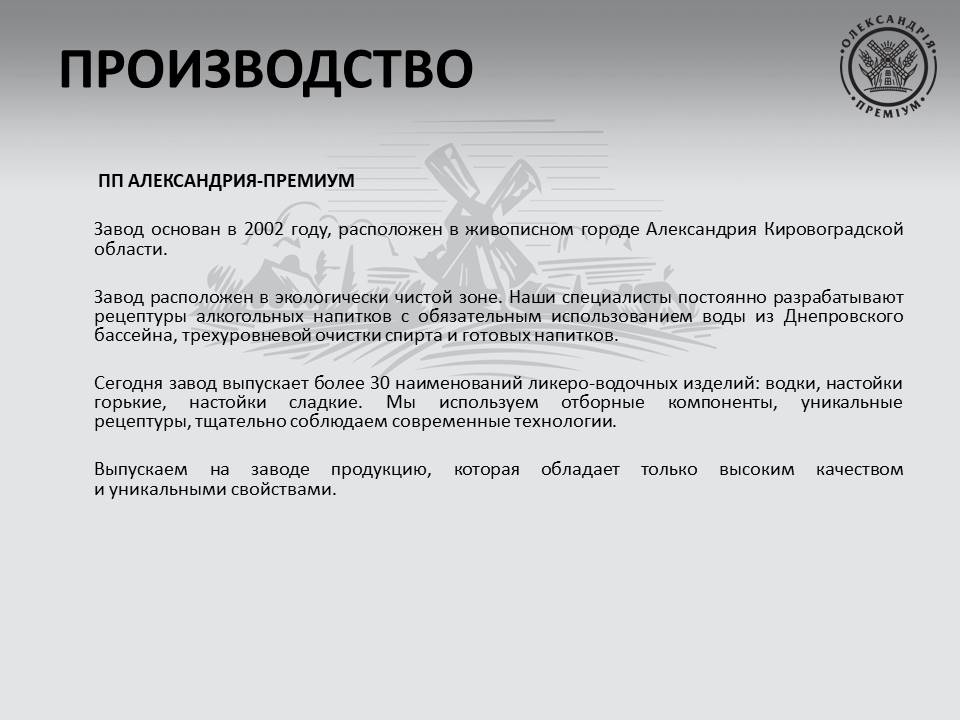 ПРОИЗВОДСТВО
ОЛЕКСАНДРІЯ
ПРЕМІУМ
ПП АЛЕКСАНДРИЯ-ПРЕМИУМ
Завод основан в 2002 году, расположен в живописном городе Александрия Кировоградской
области.
Завод расположен в экологически чистой зоне. Наши специалисты постоянно разрабатывают
рецептуры алкогольных напитков с обязательным использованием воды из Днепровского
бассейна, трехуровневой очистки спирта и готовых напитков.
Сегодня завод выпускает более 30 наименований ликеро-водочных изделий: водки, настойки
горькие, настойки сладкие. Мы используем отборные компоненты, уникальные
рецептуры, тщательно соблюдаем современные технологии.
Выпускаем на заводе продукцию, которая обладает только высоким качеством
и уникальными свойствами.